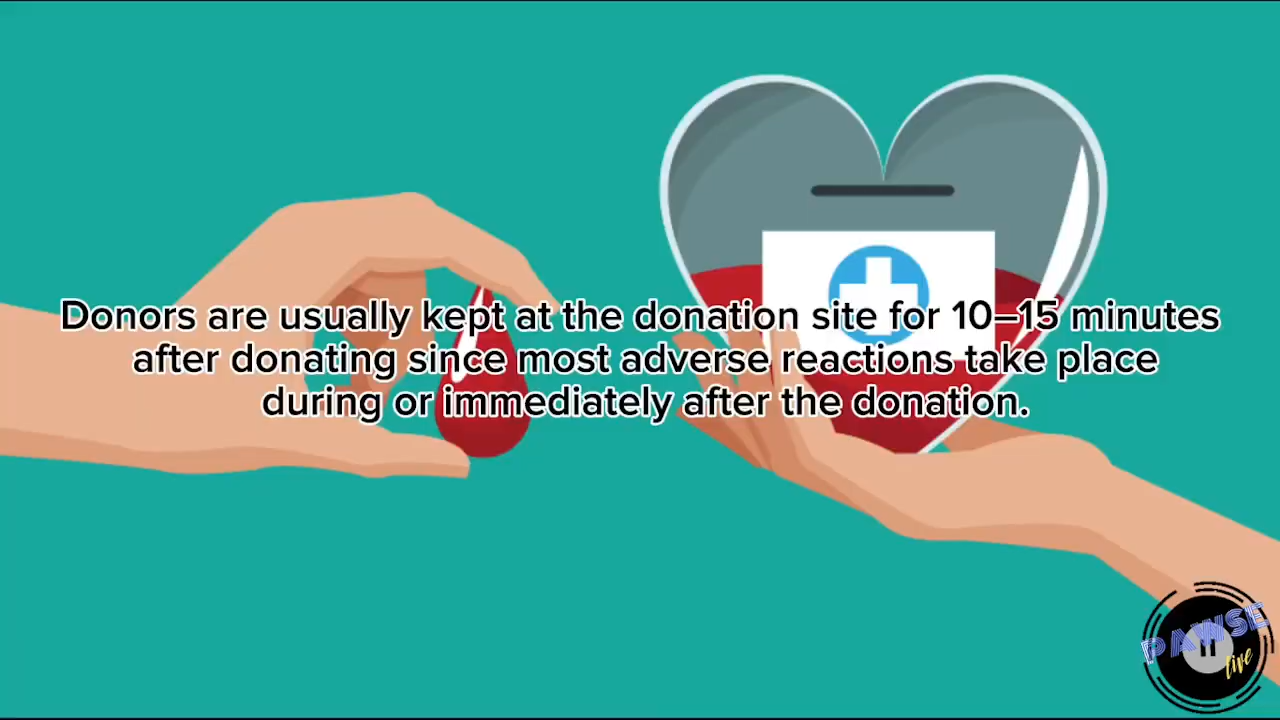 Donors are usually kept at the donation site for 10–15 minutes
after donating since most adverse reactions take place
during or immediately after the donation.
PAWSE
live